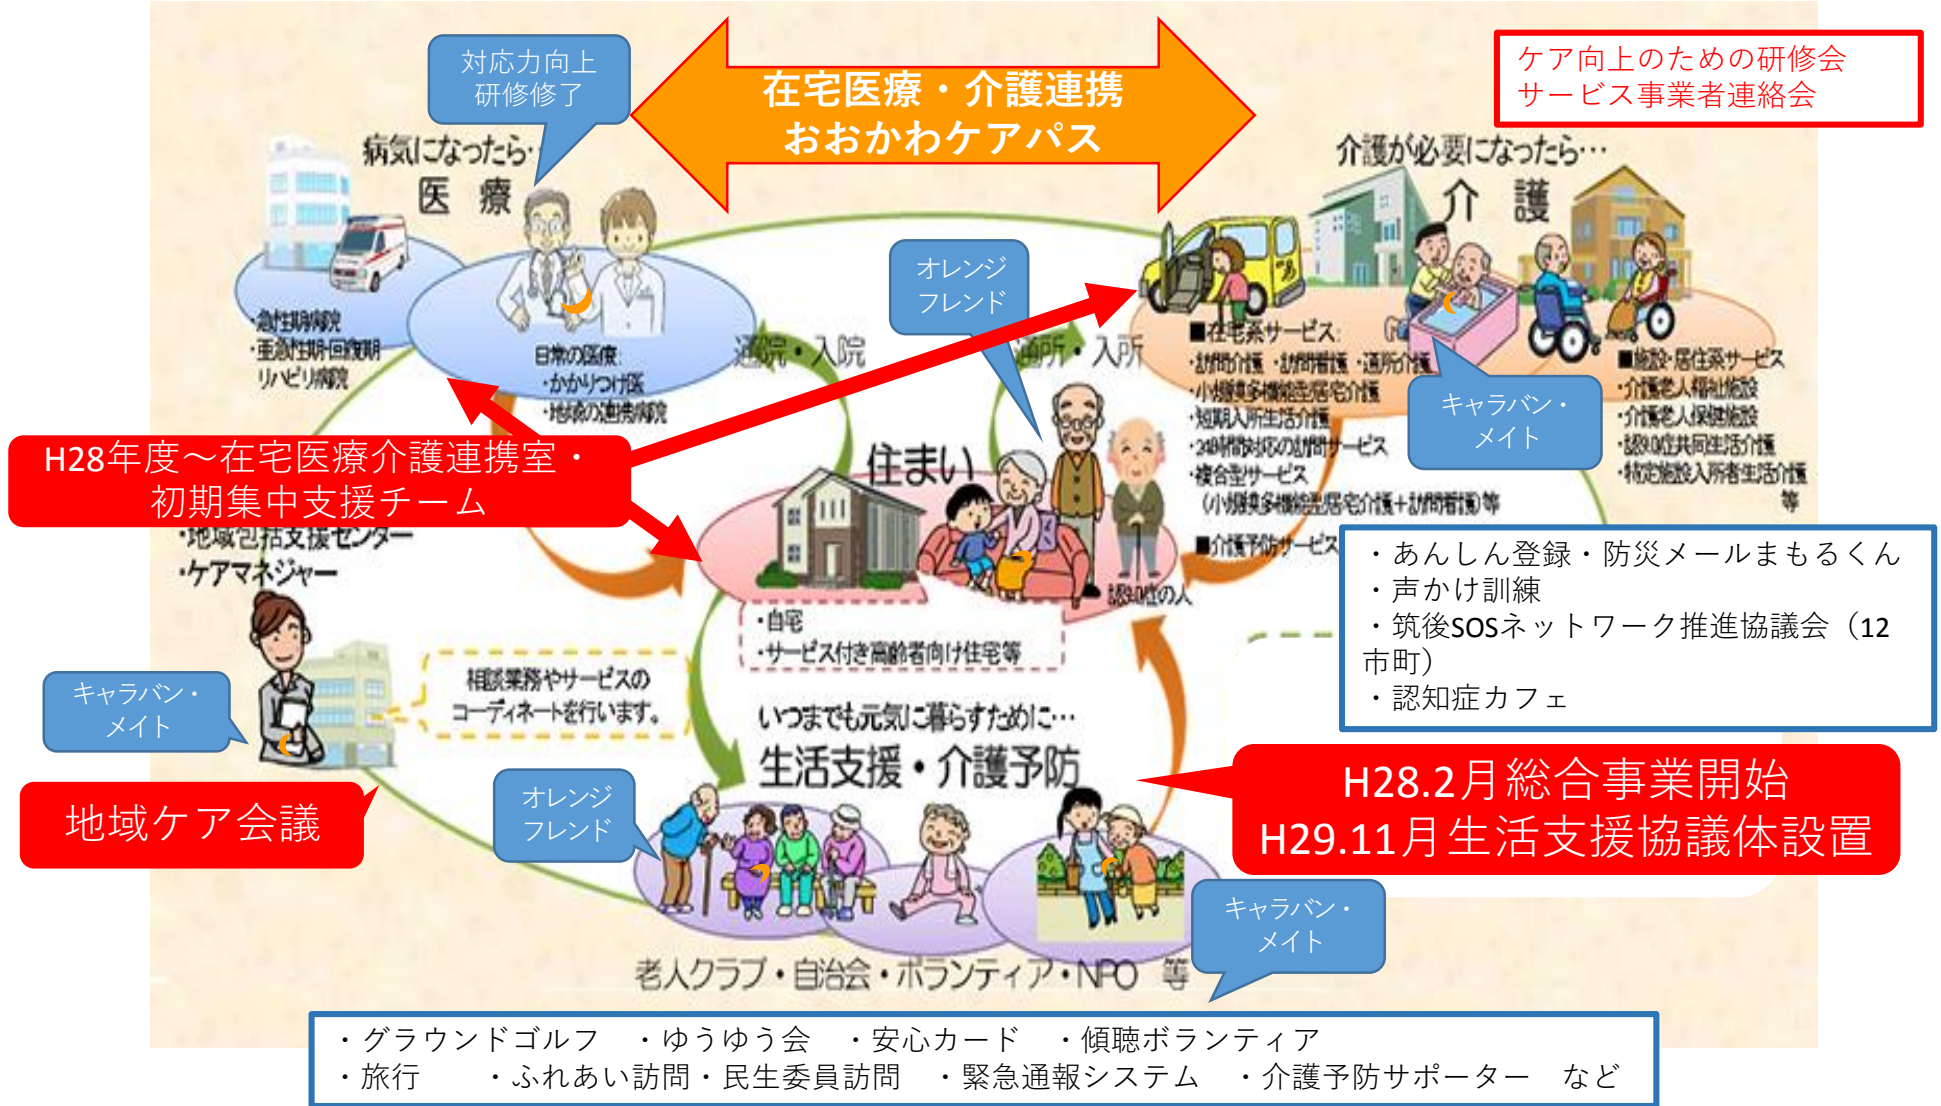 対応力向上
研修修了
在宅医療・介護連携
おおかわケアパス
ケア向上のための研修会
サービス事業者連絡会
病気になったら…
医 療
介護が必要になったら…
介 護
オレンジ
フレンド
・急性期病院
・亜急性期・回復期
リハビリ病院
日常の医療:
・かかりつけ医
・地域の連携病院
通院・入院
通所・入所
■在宅系サービス:
・訪問介護 ・訪問看護 ・通所介護
・小規模多機能型居宅介護
・短期入所生活介護
・24時間対応の訪問サービス
・複合型サービス
(小規模多機能型居宅介護+訪問看護)等
■介護予防サービス
キャラバン・
メイト
■施設・居住系サービス
・介護老人福祉施設
・介護老人保健施設
・認知症共同生活介護
・特定施設入所者生活介護
等
H28年度～在宅医療介護連携室・
初期集中支援チーム
住まい
・地域包括支援センター
・ケアマネジャー
認知症の人
・自宅
・サービス付き高齢者向け住宅等
・あんしん登録・防災メールまもるくん
・声かけ訓練
・筑後SOSネットワーク推進協議会（12
市町）
・認知症カフェ
キャラバン・
メイト
相談業務やサービスの
コーディネートを行います。
いつまでも元気に暮らすために…
生活支援・介護予防
地域ケア会議
オレンジ
フレンド
H28.2月総合事業開始
H29.11月生活支援協議体設置
キャラバン・
メイト
老人クラブ・自治会・ボランティア・NPO 等
・グラウンドゴルフ ・ゆうゆう会 ・安心カード ・傾聴ボランティア
・旅行 ・ふれあい訪問・民生委員訪問 ・緊急通報システム ・介護予防サポーター など